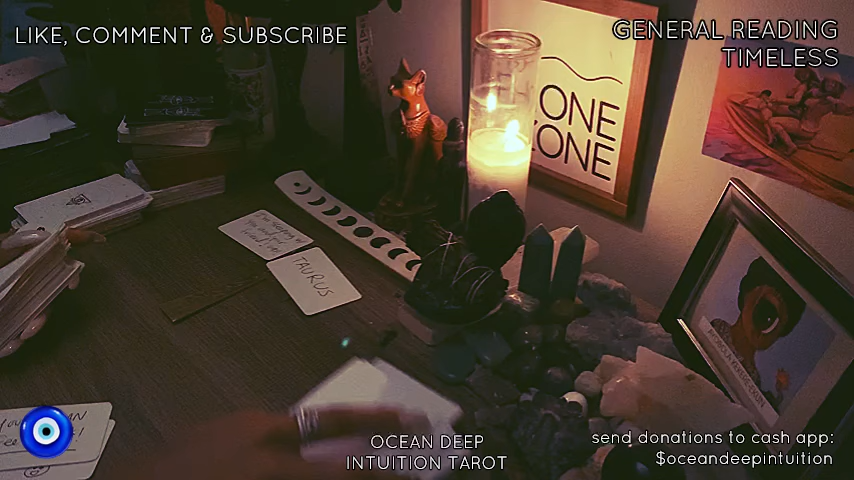 LIKE, COMMENT & SUBSCRIBE
GENERAL READING
TIMELESS
ONE
ZONE
TAURUS
OCEAN DEEP
INTUITION TAROT
send donations to cash app:
$oceandeepintuition